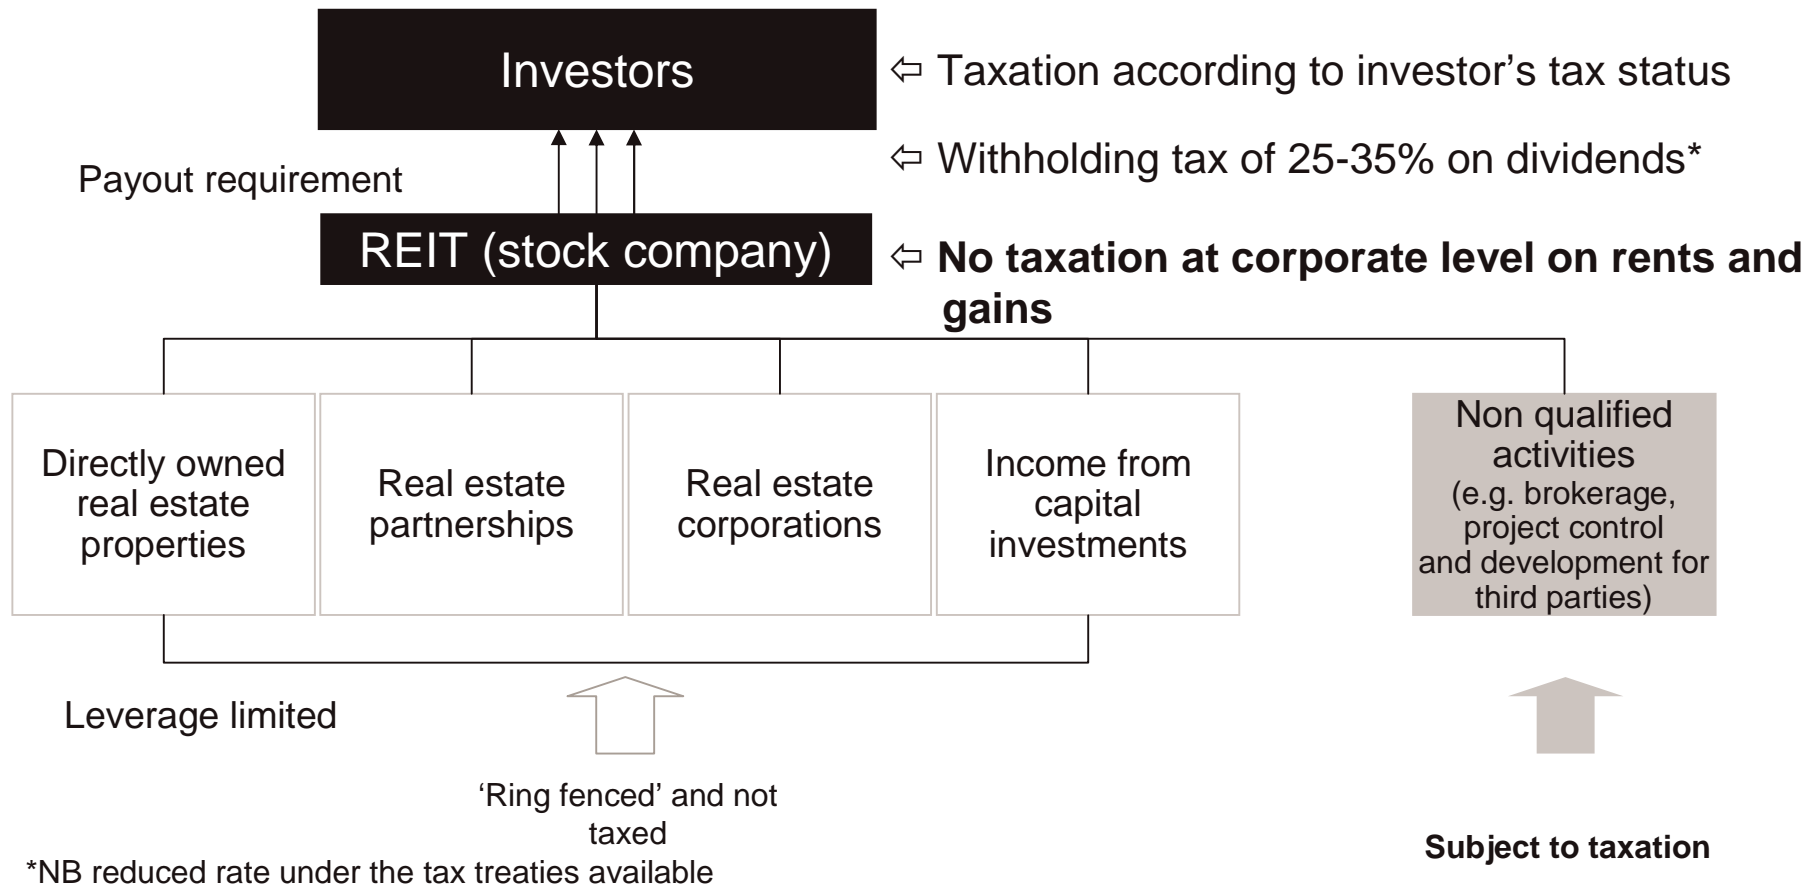 Investors
⇦ Taxation according to investor’s tax status
⇦ Withholding tax of 25-35% on dividends*
Payout requirement
REIT (stock company)
⇦ No taxation at corporate level on rents and
gains
Directly owned
real estate
properties
Real estate
partnerships
Real estate
corporations
Income from
capital
investments
Non qualified
activities
(e.g. brokerage,
project control
and development for
third parties)
Leverage limited
‘Ring fenced’ and not
taxed
Subject to taxation
*NB reduced rate under the tax treaties available